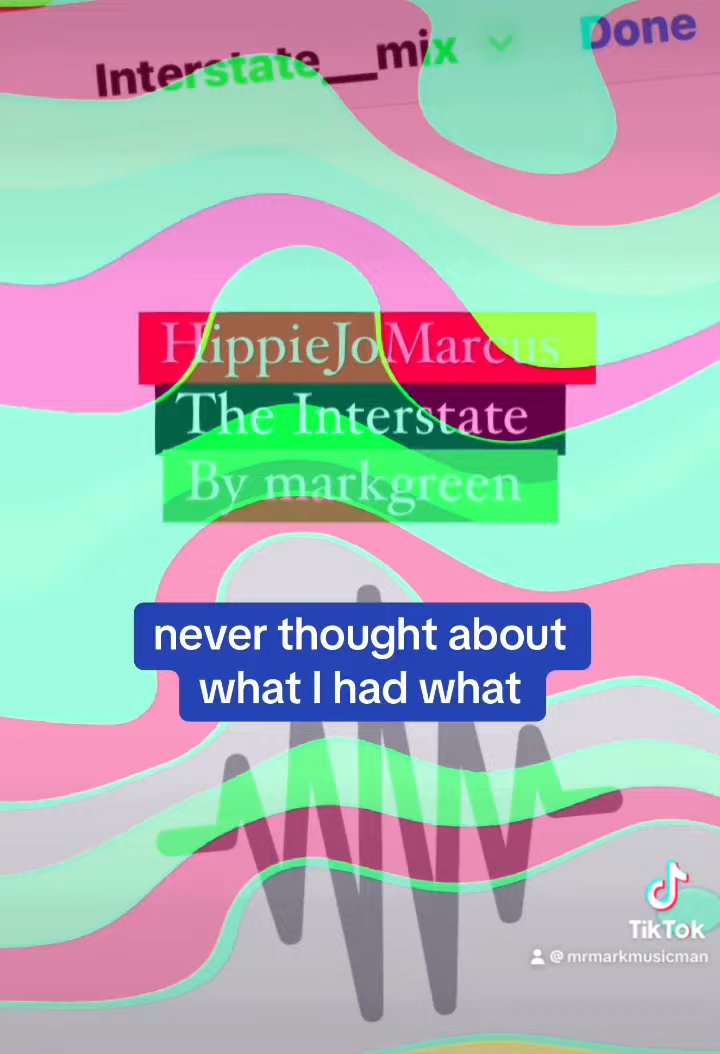 Interstate__mix
Done
HippieJoMarcus
The Interstate
By markgreen
never thought about
what I had what
TikTok
@mrmarkmusicman